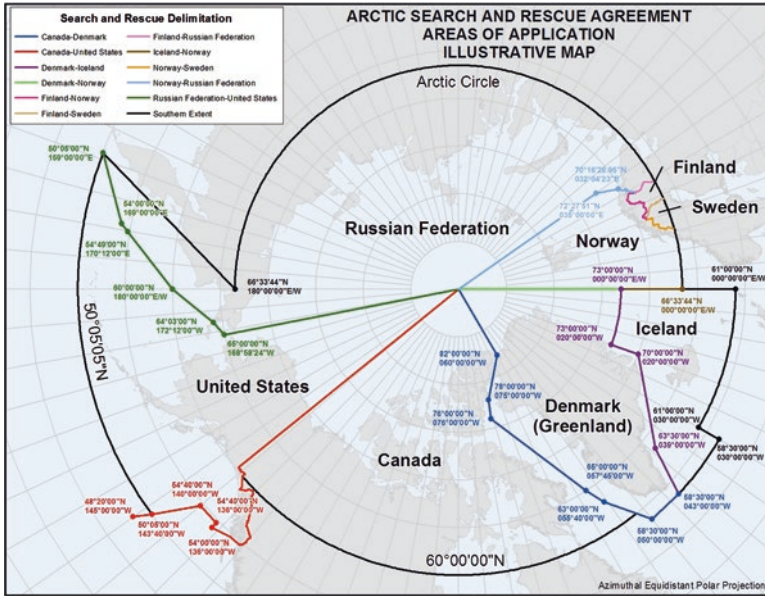 ARCTIC SEARCH AND RESCUE AGREEMENT
AREAS OF APPLICATION
ILLUSTRATIVE MAP
Search and Rescue Delimitation
Canada-Denmark
Canada-United States
Denmark-Iceland
Denmark-Norway
Finland-Norway
Finland-Sweden
Finland-Russian Federation
Iceland-Norway
Norway-Sweden
Norway-Russian Federation
Russian Federation-United States
Southern Extent
Arctic Circle
50°05'00"N
159°00'00"E
54°00'00"N
169°00'00"E
54°49'00"N
170°12'00"E
60°00'00"N
180°00'00"E/W
64°03'00"N
172°12'00"W
65°00'00"N
168°58'24"W
66°33'44"N
180°00'00"E/W
Russian Federation
72°27'51"N
Finland
Sweden
Norway
73°00'00"N
000°00'00"E/W
61°00'00"N
000°00'00"E/W
66°33'44"N
000°00'00"E/W
Iceland
73°00'00"N
020°00'00"W
70°00'00"N
020°00'00"W
50°05'05"N
United States
82°00'00"N
060°00'00"W
78°00'00"N
075°00'00"W
76°00'00"N
Denmark
(Greenland)
61°00'00"N
030°00'00"W
58°30'00"N
030°00'00"W
63°30'00"N
039°00'00"W
Canada
65°00'00"N
057°45'00"W
63°00'00"N
58°30'00"N
043°00'00"W
58°30'00"N
050°00'00"W
48°20'00"N
145°00'00"W
50°05'00"N
143°40'00"W
54°40'00"N
140°00'00"W
54°40'00"N
136°00'00"W
54°00'00"N
136°00'00"W
60°00'00"N
Azimuthal Equidistant Polar Projection